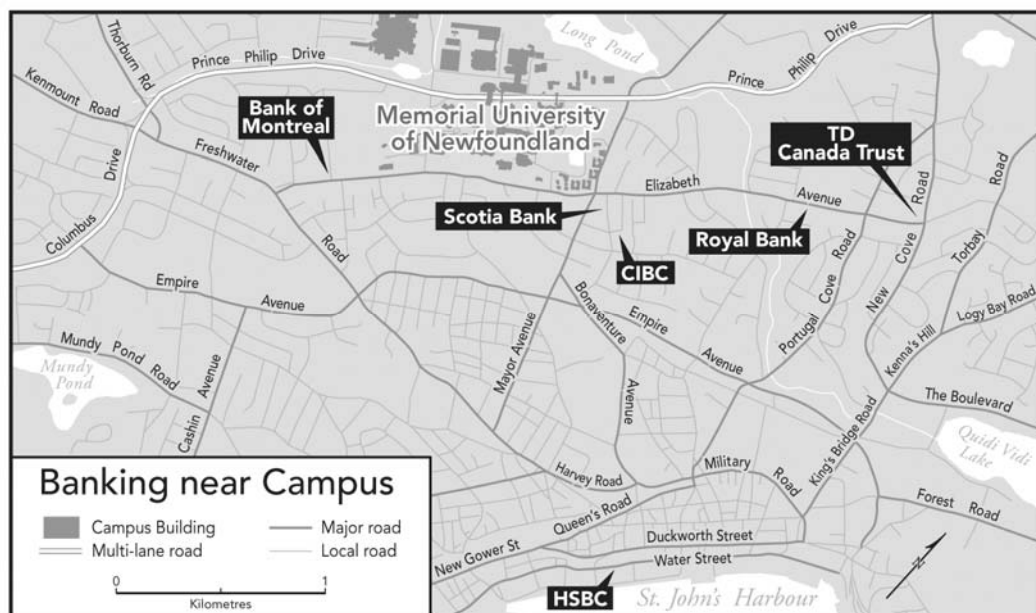 Long Pond
Prince Philip Drive
Prince Philip Drive
Thorburn Rd
Kenmount Road
Bank of
Montreal
Memorial University
of Newfoundland
TD
Canada Trust
Freshwater
Road
Columbus
Drive
Elizabeth
Avenue
Scotia Bank
Royal Bank
CIBC
New Cove Road
Torbay Road
Portugal Cove Road
Logy Bay Road
Kenna's Hill
Empire
Avenue
Bonaventure
Avenue
Empire
Avenue
Mayor Avenue
Mundy Pond Road
Mundy
Pond
Cashin Avenue
The Boulevard
Quidi Vidi
Lake
King's Bridge Road
Harvey Road
Military
Road
Queen's Road
New Gower St
Duckworth Street
Water Street
Forest Road
HSBC
St. John's Harbour
N
Banking near Campus
Campus Building
Multi-lane road
Major road
Local road
0
1
Kilometres